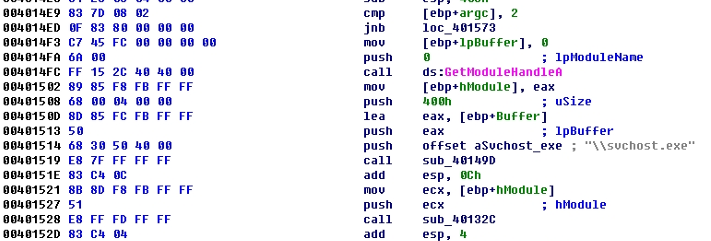 004014E9 83 7D 08 02 cmp [ebp+argc], 2
004014ED 0F 83 80 00 00 00 jnb loc_401573
004014F3 C7 45 FC 00 00 00 00 mov [ebp+lpBuffer], 0
004014FA 6A 00 push 0 ; lpModuleName
004014FC FF 15 2C 40 40 00 call ds:GetModuleHandleA
00401502 89 85 F8 FB FF FF mov [ebp+hModule], eax
00401508 68 00 04 00 00 push 400h ; uSize
0040150D 8D 85 FC FB FF FF lea eax, [ebp+Buffer]
00401513 50 push eax ; lpBuffer
00401514 68 30 50 40 00 push offset aSvchost_exe ; "\\svchost.exe"
00401519 E8 7F FF FF FF call sub_40149D
0040151E 83 C4 0C add esp, 0Ch
00401521 8B 8D F8 FB FF FF mov ecx, [ebp+hModule]
00401527 51 push ecx ; hModule
00401528 E8 FF FD FF FF call sub_40132C
0040152D 83 C4 04 add esp, 4